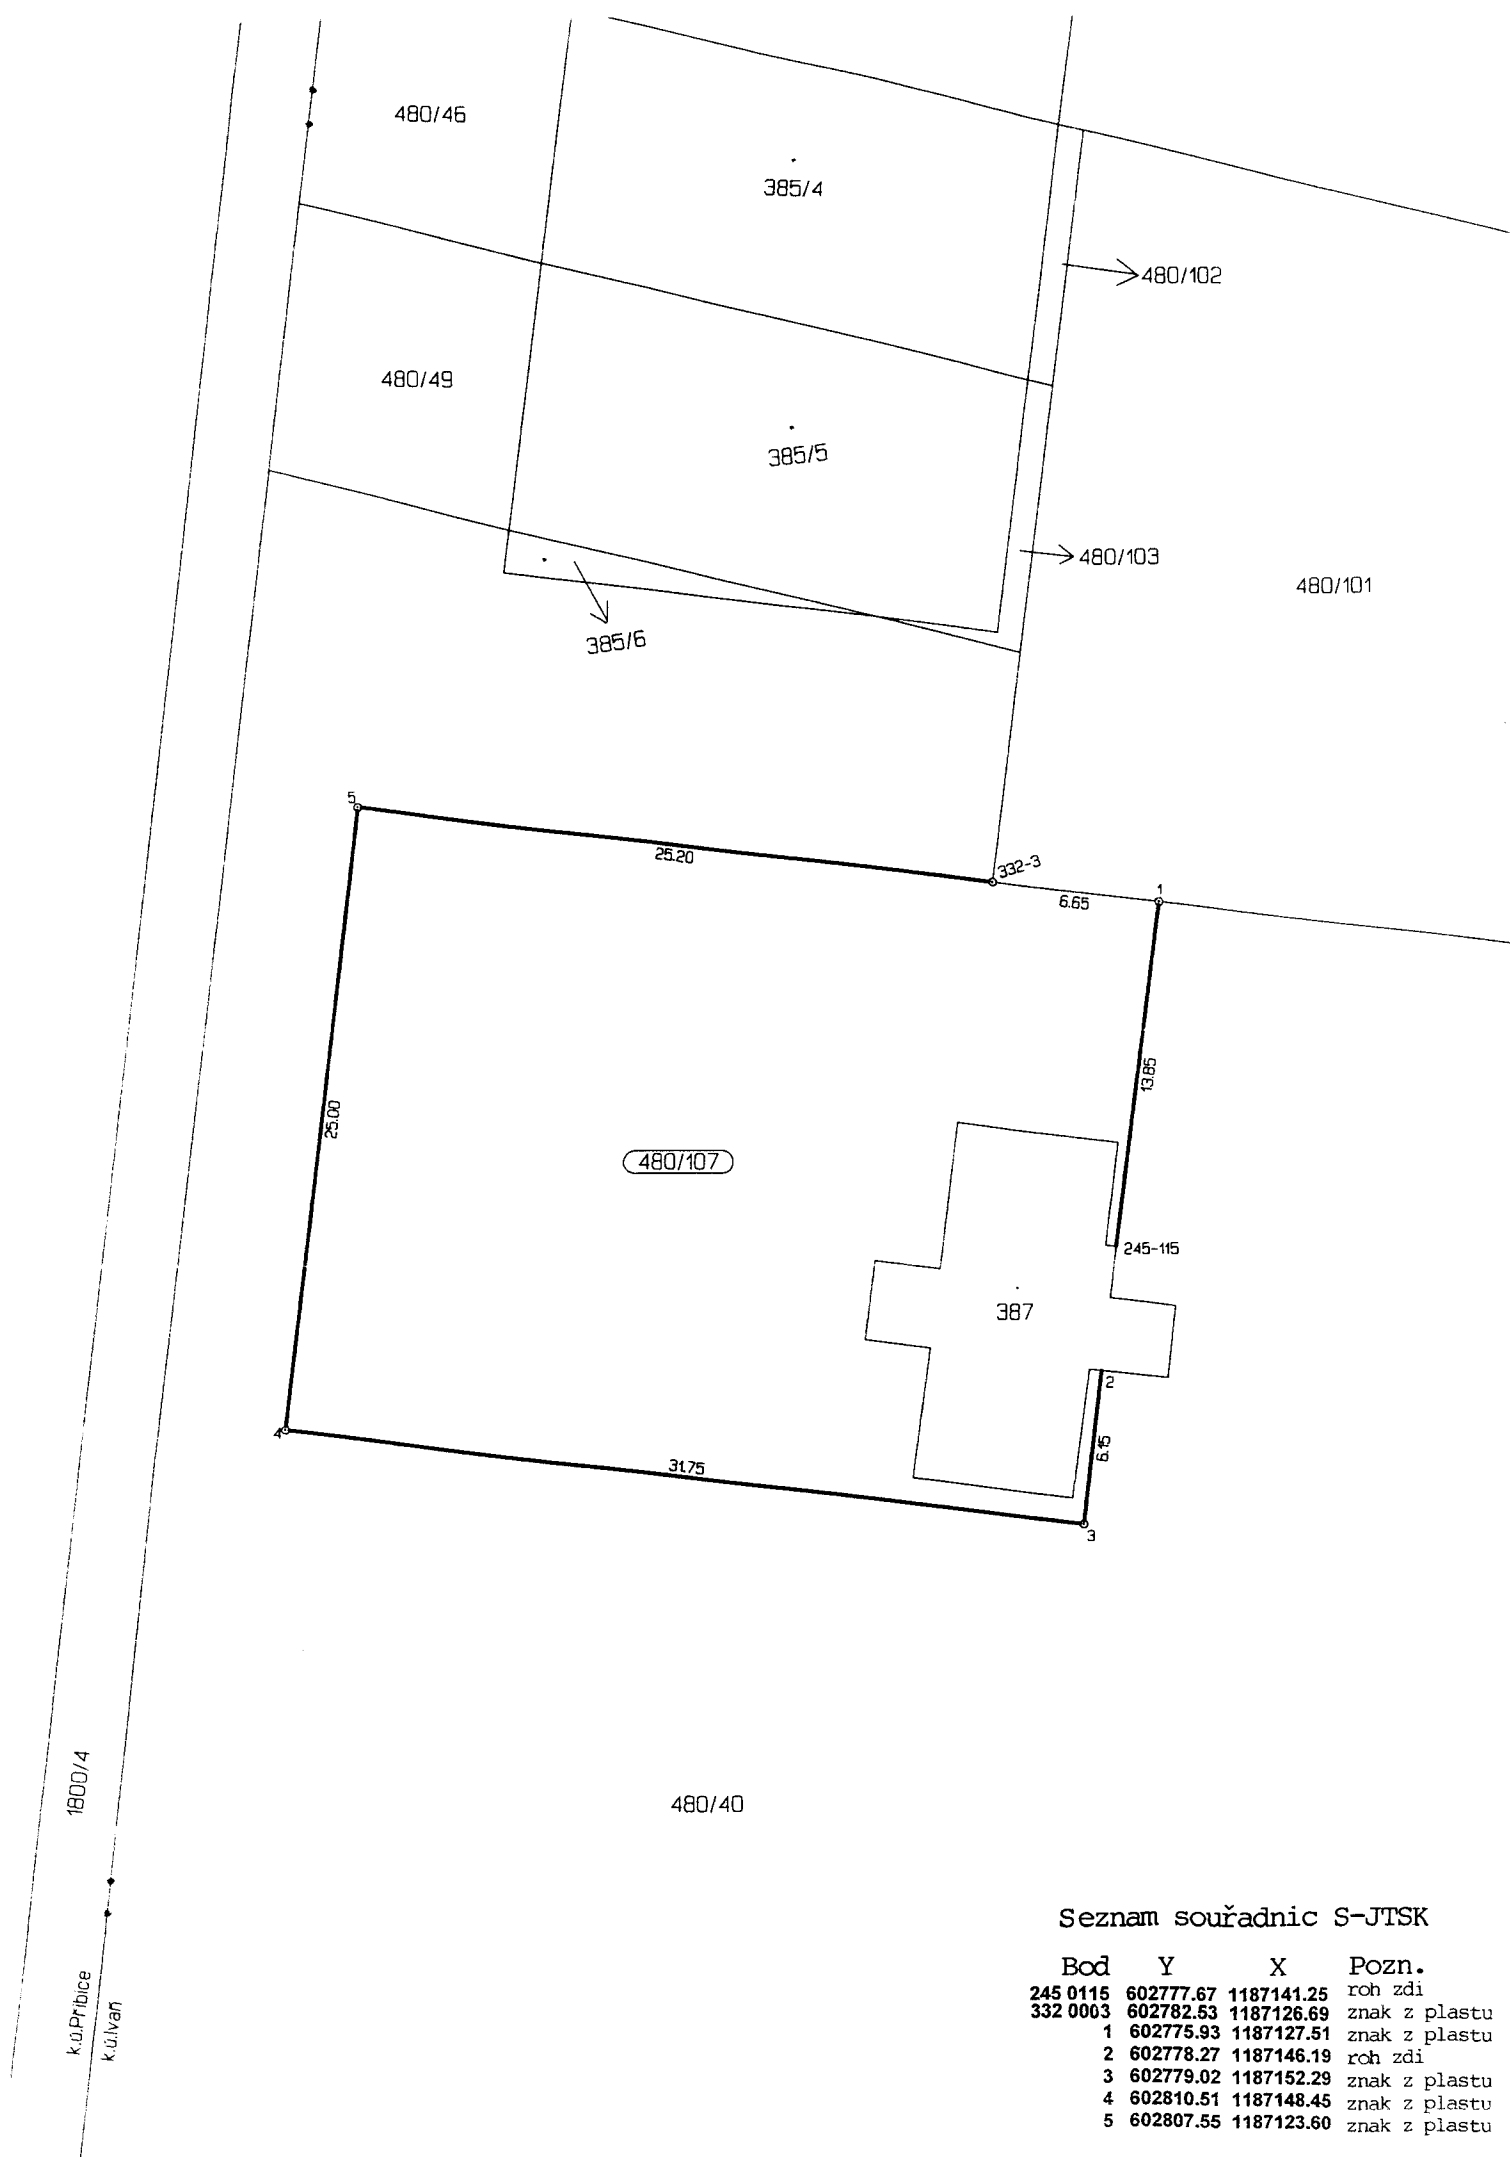 480/46
385/4
480/102
480/49
385/5
480/103
480/101
385/6
5
25.20
332-3
6.65
1
13.85
25.00
480/107
245-115
387
2
6.15
4
31.75
3
1800/4
480/40
k.ú.Přibice
k.ú.Ivaň
Seznam souřadnic S-JTSK
Bod Y X Pozn.
245 0115 602777.67 1187141.25 roh zdi
332 0003 602782.53 1187126.69 znak z plastu
1 602775.93 1187127.51 znak z plastu
2 602778.27 1187146.19 roh zdi
3 602779.02 1187152.29 znak z plastu
4 602810.51 1187148.45 znak z plastu
5 602807.55 1187123.60 znak z plastu